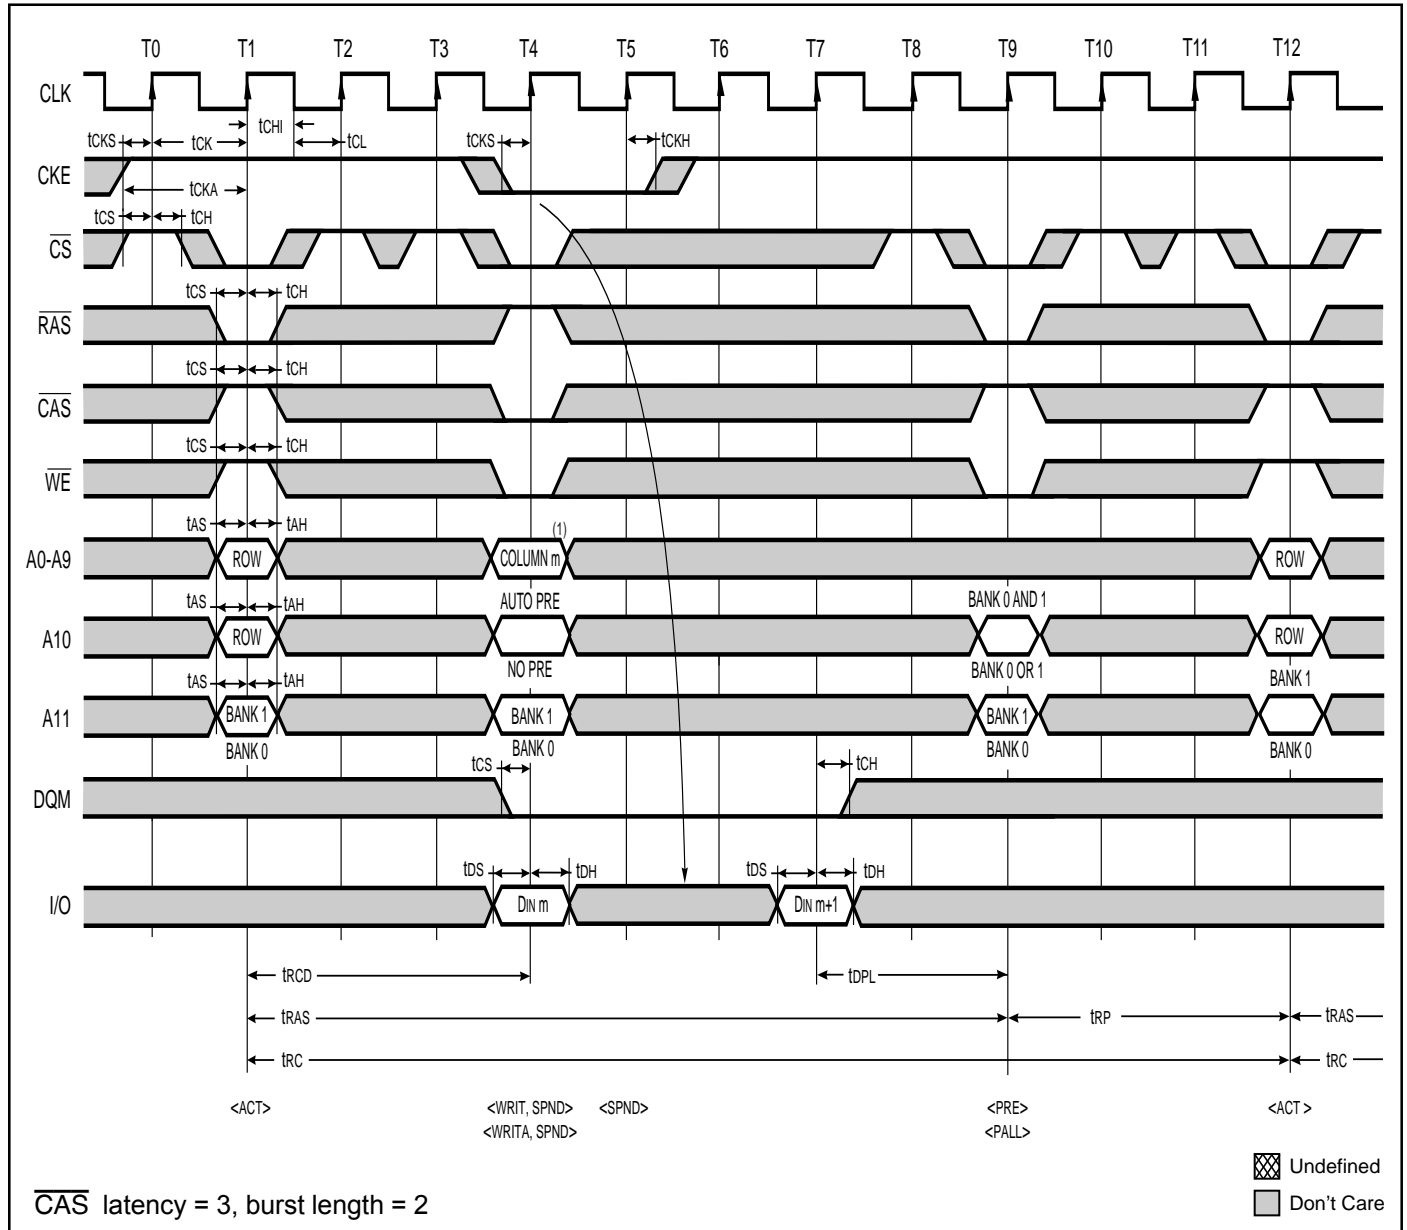 T0 T1 T2 T3 T4 T5 T6 T7 T8 T9 T10 T11 T12
CLK
tCHI
tCKS tCK tCL tCKS tCKH
CKE
tCKA
tCS tCH
CS
tCS tCH
RAS
tCS tCH
CAS
tCS tCH
WE
tAS tAH (1)
A0-A9 ROW COLUMN m ROW
tAS tAH AUTO PRE BANK 0 AND 1
A10 ROW ROW
NO PRE BANK 0 OR 1 BANK 1
tAS tAH
A11 BANK 1 BANK 1 BANK 1
BANK 0 BANK 0 BANK 0 BANK 0
tCS tCH
DQM
tDS tDH tDS tDH
I/O DIN m DIN m+1
tRCD tDPL
tRAS tRP tRAS
tRC tRC
<ACT> <WRIT, SPND> <SPND> <PRE> <ACT >
<WRITA, SPND> <PALL>
Undefined
CAS latency = 3, burst length = 2 Don't Care